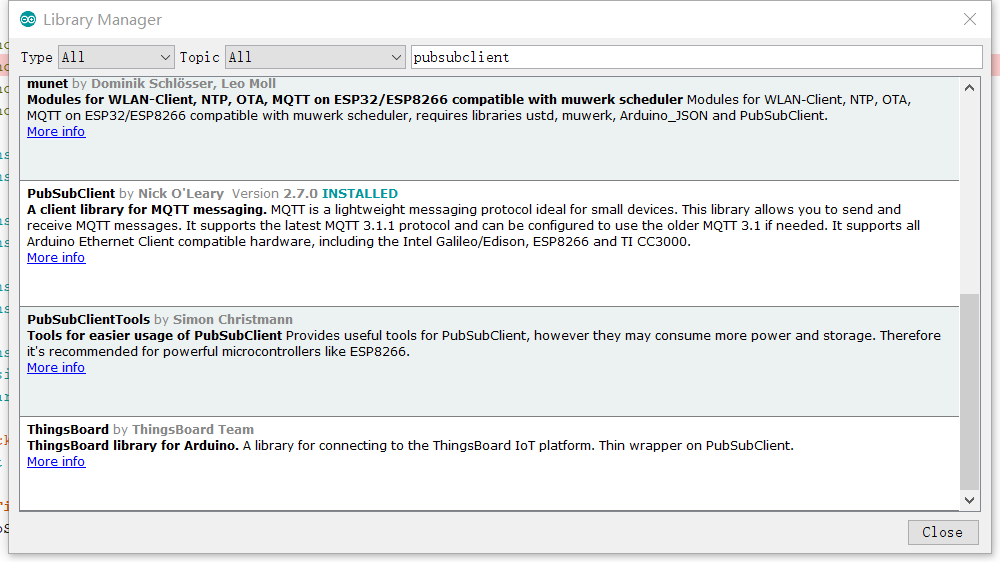 Library Manager
Type All Topic All pubsubclient
munet by Dominik Schlösser, Leo Moll
Modules for WLAN-Client, NTP, OTA, MQTT on ESP32/ESP8266 compatible with muwerk scheduler Modules for WLAN-Client, NTP, OTA,
MQTT on ESP32/ESP8266 compatible with muwerk scheduler, requires libraries ustd, muwerk, Arduino_JSON and PubSubClient.
More info
PubSubClient by Nick O'Leary Version 2.7.0 INSTALLED
A client library for MQTT messaging. MQTT is a lightweight messaging protocol ideal for small devices. This library allows you to send and
receive MQTT messages. It supports the latest MQTT 3.1.1 protocol and can be configured to use the older MQTT 3.1 if needed. It supports all
Arduino Ethernet Client compatible hardware, including the Intel Galileo/Edison, ESP8266 and TI CC3000.
More info
PubSubClientTools by Simon Christmann
Tools for easier usage of PubSubClient Provides useful tools for PubSubClient, however they may consume more power and storage. Therefore
it's recommended for powerful microcontrollers like ESP8266.
More info
ThingsBoard by ThingsBoard Team
ThingsBoard library for Arduino. A library for connecting to the ThingsBoard IoT platform. Thin wrapper on PubSubClient.
More info
Close